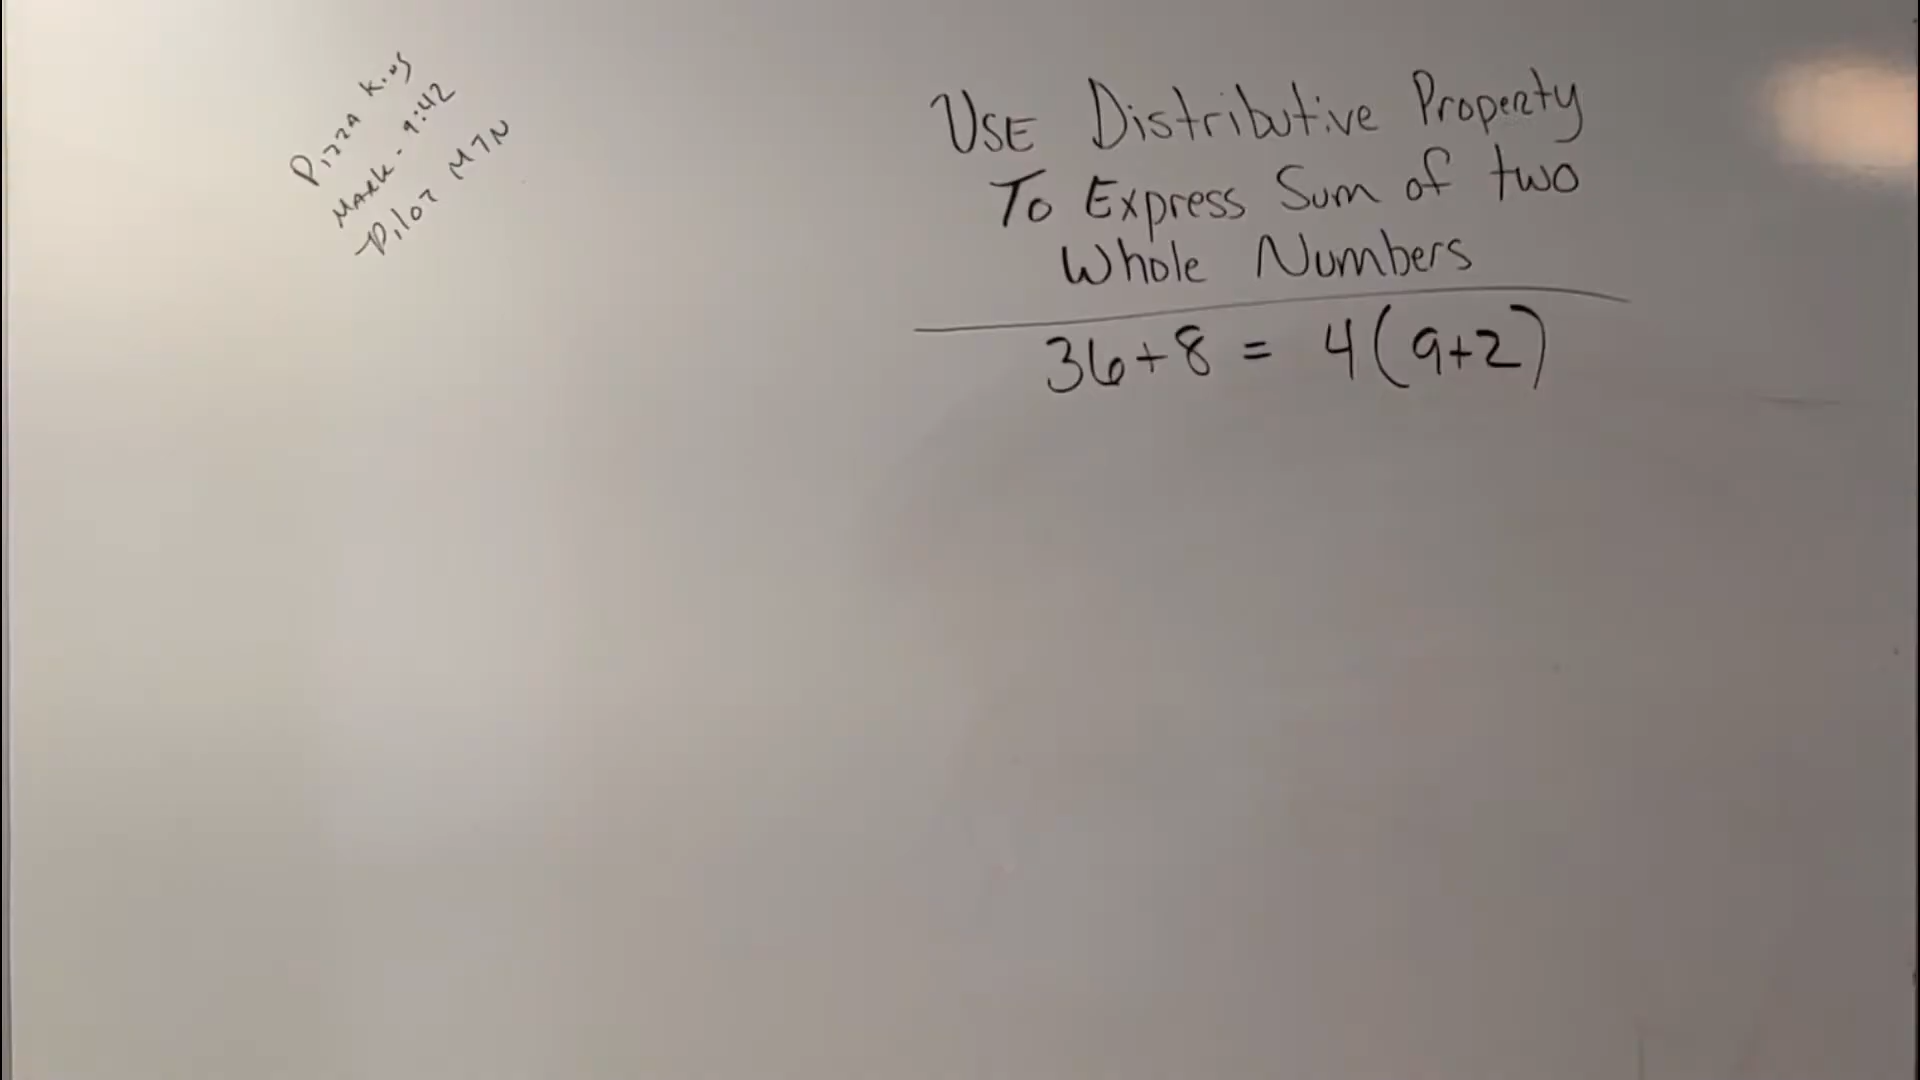 Pizza King
Mark - 9:42
Pilot MTN
USE Distributive Property
To Express Sum of two
Whole Numbers
36+8 = 4(9+2)